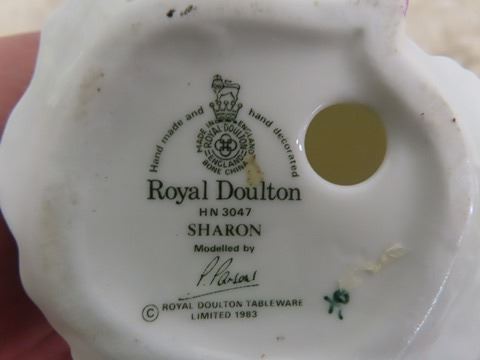 Hand made and hand decorated
MADE IN ENGLAND
ROYAL DOULTON
ENGLAND
BONE CHINA
Royal Doulton
HN 3047
SHARON
Modelled by
P. Parsons
© ROYAL DOULTON TABLEWARE
LIMITED 1983